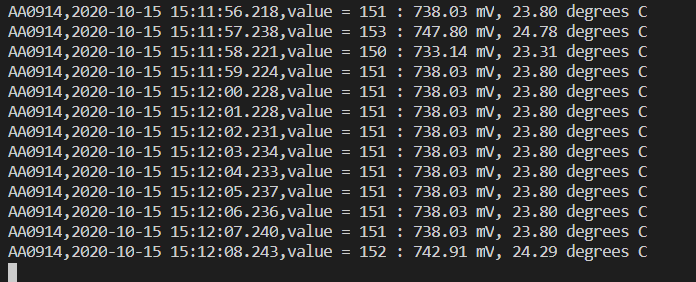 AA0914,2020-10-15 15:11:56.218,value = 151 : 738.03 mV, 23.80 degrees C
AA0914,2020-10-15 15:11:57.238,value = 153 : 747.80 mV, 24.78 degrees C
AA0914,2020-10-15 15:11:58.221,value = 150 : 733.14 mV, 23.31 degrees C
AA0914,2020-10-15 15:11:59.224,value = 151 : 738.03 mV, 23.80 degrees C
AA0914,2020-10-15 15:12:00.228,value = 151 : 738.03 mV, 23.80 degrees C
AA0914,2020-10-15 15:12:01.228,value = 151 : 738.03 mV, 23.80 degrees C
AA0914,2020-10-15 15:12:02.231,value = 151 : 738.03 mV, 23.80 degrees C
AA0914,2020-10-15 15:12:03.234,value = 151 : 738.03 mV, 23.80 degrees C
AA0914,2020-10-15 15:12:04.233,value = 151 : 738.03 mV, 23.80 degrees C
AA0914,2020-10-15 15:12:05.237,value = 151 : 738.03 mV, 23.80 degrees C
AA0914,2020-10-15 15:12:06.236,value = 151 : 738.03 mV, 23.80 degrees C
AA0914,2020-10-15 15:12:07.240,value = 151 : 738.03 mV, 23.80 degrees C
AA0914,2020-10-15 15:12:08.243,value = 152 : 742.91 mV, 24.29 degrees C